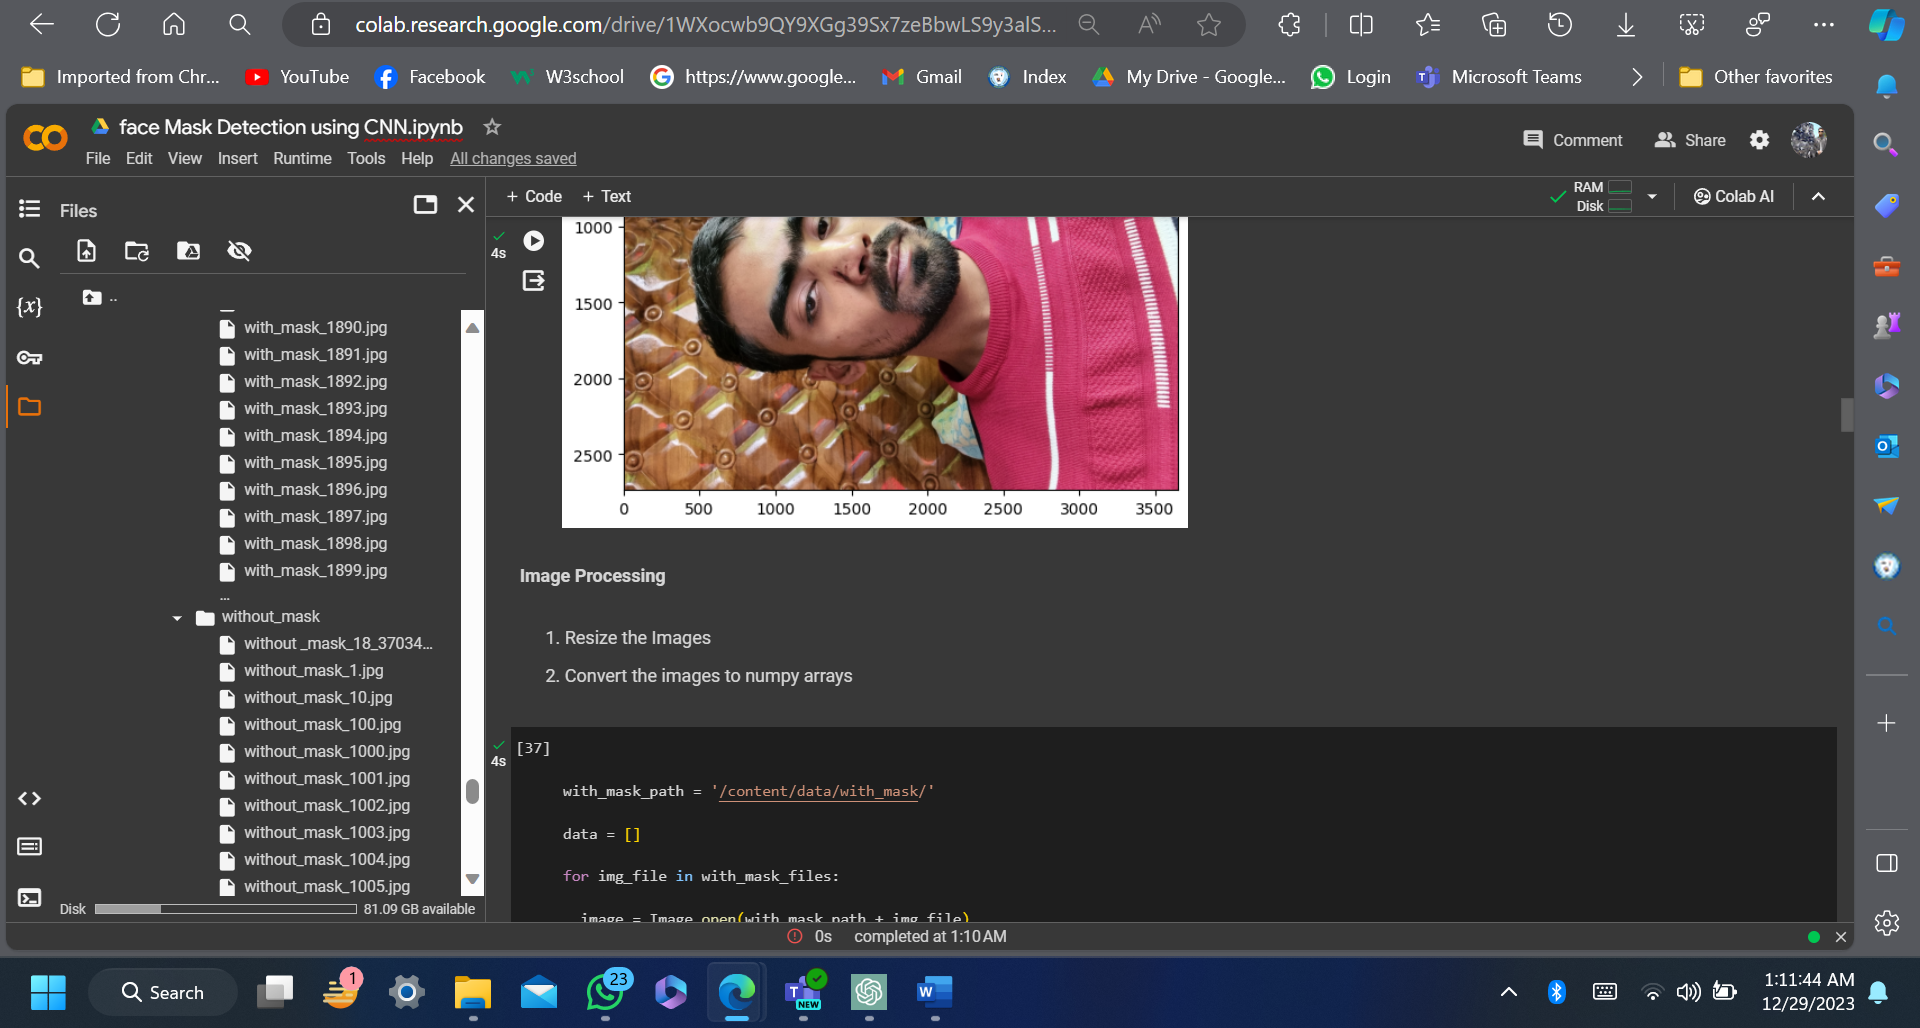 colab.research.google.com/drive/1WXocwb9QY9XGg39Sx7zeBbwLS9y3alS...
Imported from Chr... YouTube Facebook W3school https://www.google... Gmail Index My Drive - Google... Login Microsoft Teams Other favorites
face Mask Detection using CNN.ipynb
File Edit View Insert Runtime Tools Help All changes saved
Comment Share
Files
+ Code + Text
RAM
Disk
Colab AI
..
with_mask_1890.jpg
with_mask_1891.jpg
with_mask_1892.jpg
with_mask_1893.jpg
with_mask_1894.jpg
with_mask_1895.jpg
with_mask_1896.jpg
with_mask_1897.jpg
with_mask_1898.jpg
with_mask_1899.jpg
...
without_mask
without _mask_18_37034...
without_mask_1.jpg
without_mask_10.jpg
without_mask_100.jpg
without_mask_1000.jpg
without_mask_1001.jpg
without_mask_1002.jpg
without_mask_1003.jpg
without_mask_1004.jpg
without_mask_1005.jpg
Disk 81.09 GB available
4s
1000
1500
2000
2500
0 500 1000 1500 2000 2500 3000 3500
Image Processing
1. Resize the Images
2. Convert the images to numpy arrays
4s
[37]
with_mask_path = '/content/data/with_mask/'
data = []
for img_file in with_mask_files:
image = Image.open(with_mask_path + img_file)
0s completed at 1:10 AM
Search
1
23
NEW
1:11:44 AM
12/29/2023